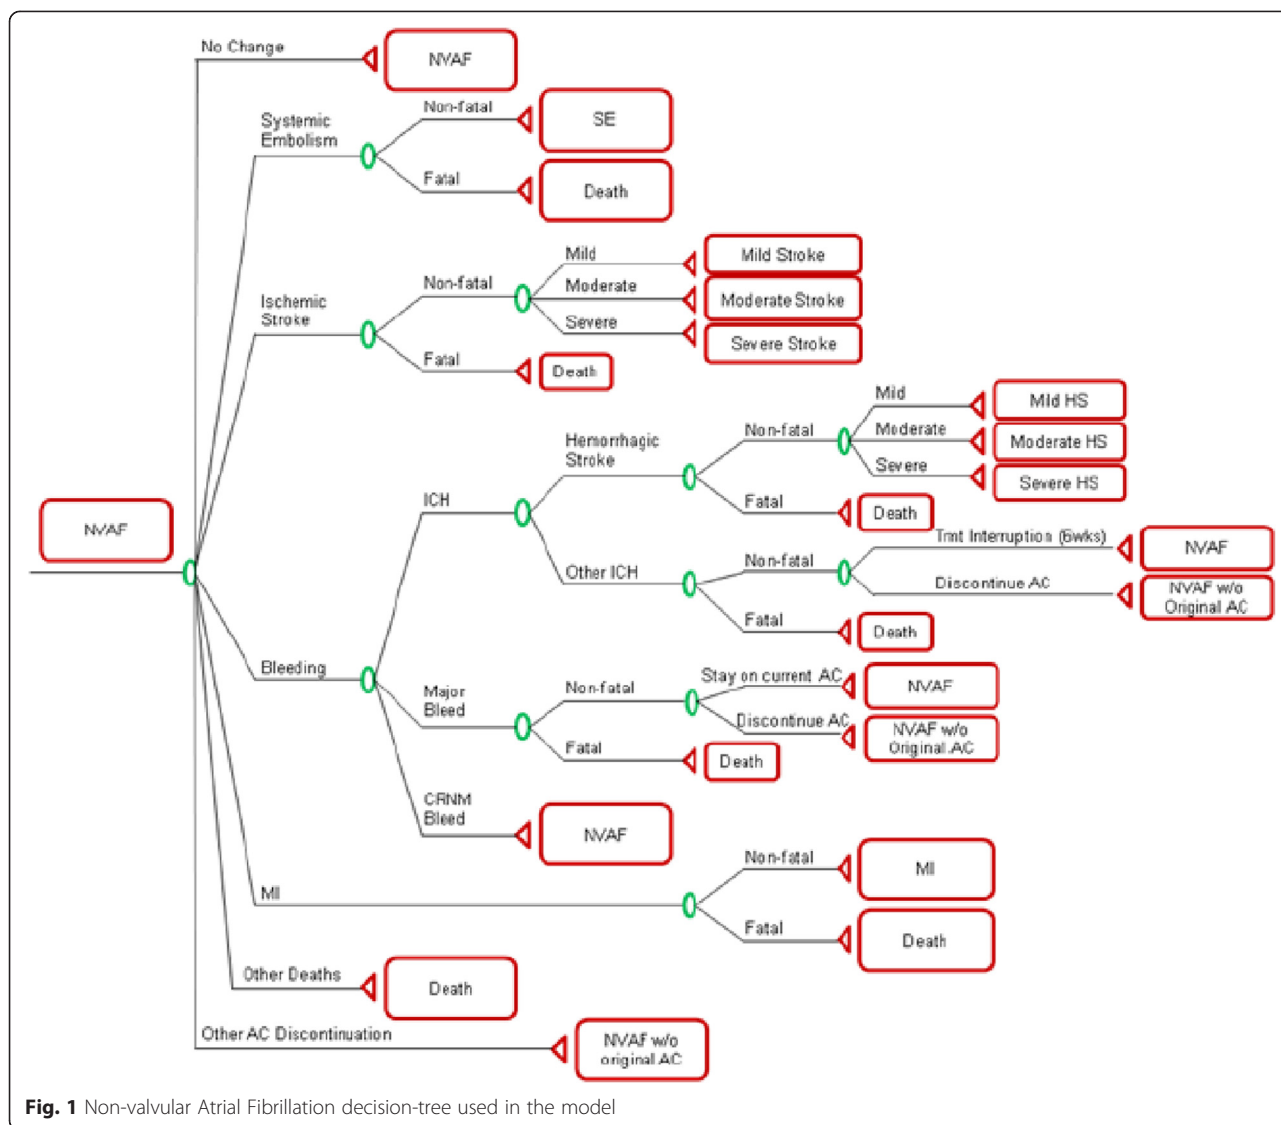 No Change
NVAF
Systemic
Embolism
Non-fatal
SE
Fatal
Death
Ischemic
Stroke
Non-fatal
Mild
Mild Stroke
Moderate
Moderate Stroke
Severe
Severe Stroke
Fatal
Death
NVAF
Bleeding
ICH
Hemorrhagic
Stroke
Non-fatal
Mild
Mild HS
Moderate
Moderate HS
Severe
Severe HS
Fatal
Death
Other ICH
Non-fatal
Tmt Interruption (6wks)
NVAF
Discontinue AC
NVAF w/o
Original AC
Fatal
Death
Major
Bleed
Non-fatal
Stay on current AC
NVAF
Discontinue AC
NVAF w/o
Original AC
Fatal
Death
CRNM
Bleed
NVAF
MI
Non-fatal
MI
Fatal
Death
Other Deaths
Death
Other AC Discontinuation
NVAF w/o
original AC
Fig. 1 Non-valvular Atrial Fibrillation decision-tree used in the model